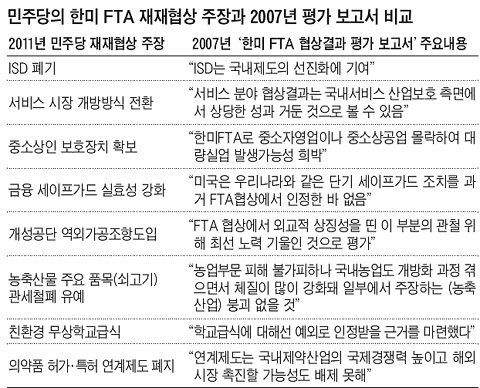 민주당의 한미 FTA 재재협상 주장과 2007년 평가 보고서 비교
2011년 민주당 재재협상 주장
2007년 ‘한미 FTA 협상결과 평가 보고서’ 주요내용
ISD 폐기
“ISD는 국내제도의 선진화에 기여”
서비스 시장 개방방식 전환
“서비스 분야 협상결과는 국내서비스 산업보호 측면에
서 상당한 성과 거둔 것으로 볼 수 있음”
중소상인 보호장치 확보
“한미FTA로 중소자영업이나 중소상공업 몰락하여 대
량실업 발생가능성 희박”
금융 세이프가드 실효성 강화
“미국은 우리나라와 같은 단기 세이프가드 조치를 과
거 FTA협상에서 인정한 바 없음”
개성공단 역외가공조항도입
“FTA 협상에서 외교적 상징성을 띤 이 부분의 관철 위
해 최선 노력 기울인 것으로 평가”
농축산물 주요 품목(쇠고기)
관세철폐 유예
“농업부문 피해 불가피하나 국내농업도 개방화 과정 겪
으면서 체질이 많이 강화돼 일부에서 주장하는 (농축
산업) 붕괴 없을 것”
친환경 무상학교급식
“학교급식에 대해선 예외로 인정받을 근거를 마련했다”
의약품 허가·특허 연계제도 폐지
“연계제도는 국내제약산업의 국제경쟁력 높이고 해외
시장 촉진할 가능성도 배제 못해”